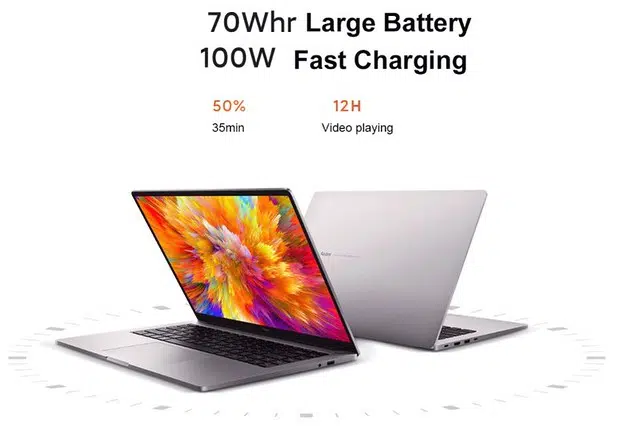 70Whr Large Battery
100W Fast Charging
50% 12H
35min Video playing